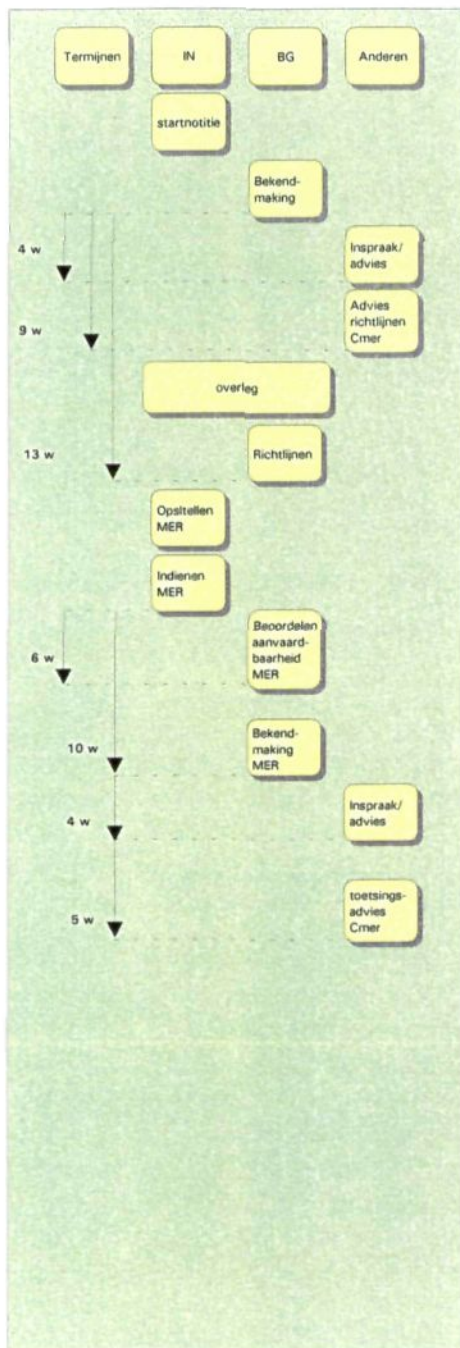 Termijnen
IN
BG
Anderen
startnotitie
Bekend-
making
4 w
Inspraak/
advies
Advies
richtlijnen
Cmer
9 w
overleg
13 w
Richtlijnen
Opsltellen
MER
Indienen
MER
6 w
Beoordelen
aanvaard-
baarheid
MER
10 w
Bekend-
making
MER
4 w
Inspraak/
advies
5 w
toetsings-
advies
Cmer